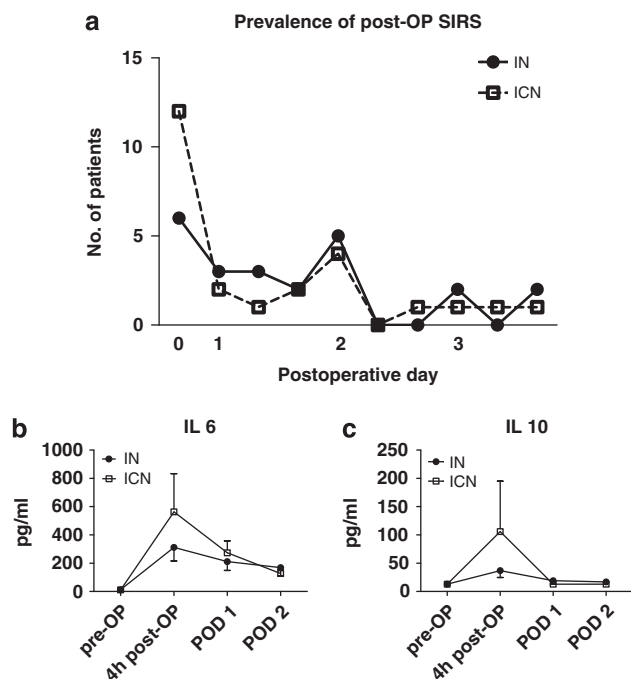 a Prevalence of post-OP SIRS
15
10
5
0
No. of patients
IN
ICN
0 1 2 3
Postoperative day
b IL 6
1000
800
600
400
200
0
pg/ml
IN
ICN
pre-OP
4h post-OP
POD 1
POD 2
c IL 10
250
200
150
100
50
0
pg/ml
IN
ICN
pre-OP
4h post-OP
POD 1
POD 2